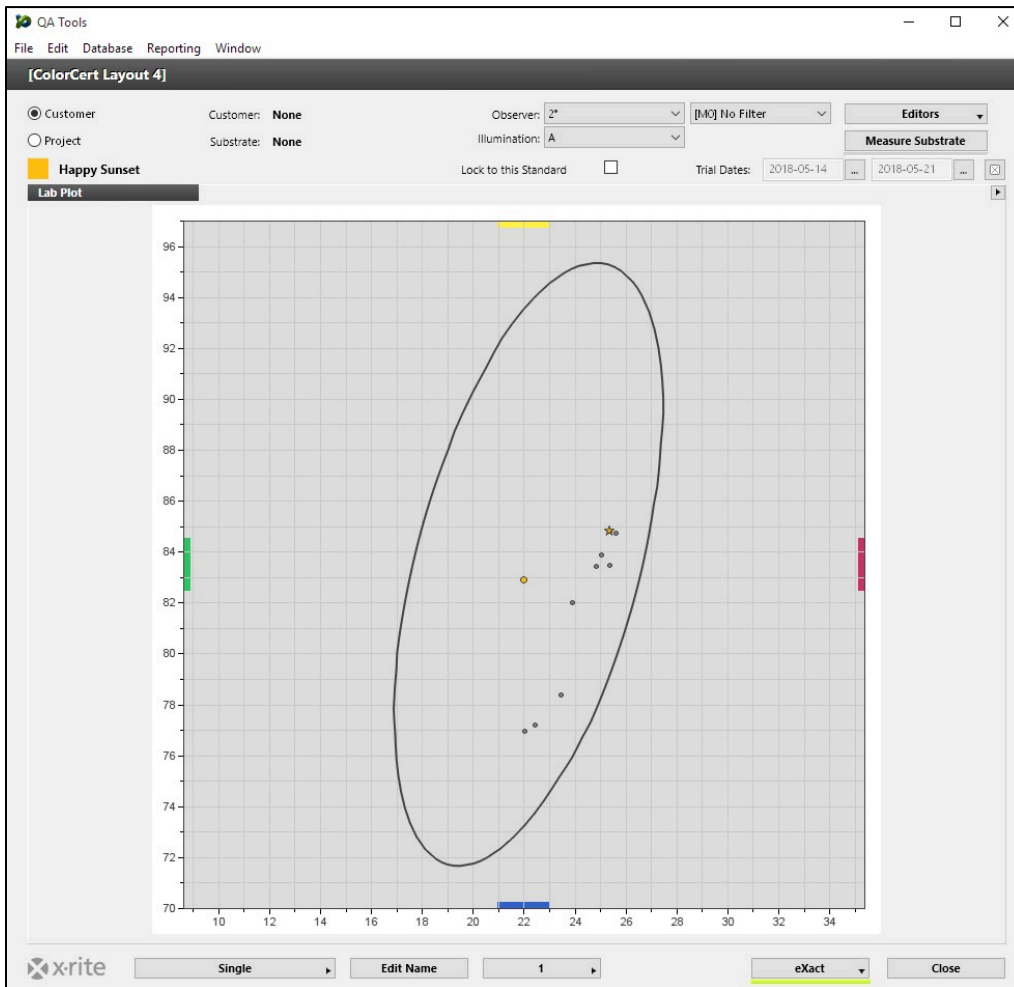 QA Tools
File Edit Database Reporting Window
[ColorCert Layout 4]
Customer Customer: None Observer: 2° [M0] No Filter Editors
Project Substrate: None Illumination: A Measure Substrate
Happy Sunset Lock to this Standard Trial Dates: 2018-05-14 ... 2018-05-21 ...
Lab Plot
96
94
92
90
88
86
84
82
80
78
76
74
72
70
10 12 14 16 18 20 22 24 26 28 30 32 34
x-rite Single Edit Name 1 eXact Close